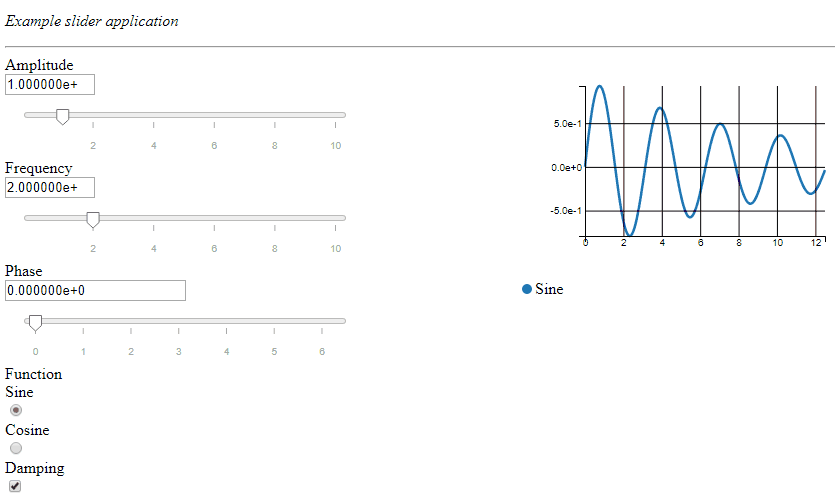 Example slider application
Amplitude
1.000000e+
2 4 6 8 10
Frequency
2.000000e+
2 4 6 8 10
Phase
0.000000e+0
0 1 2 3 4 5 6
Function
Sine
Cosine
Damping
5.0e-1
0.0e+0
-5.0e-1
0 2 4 6 8 10 12
Sine